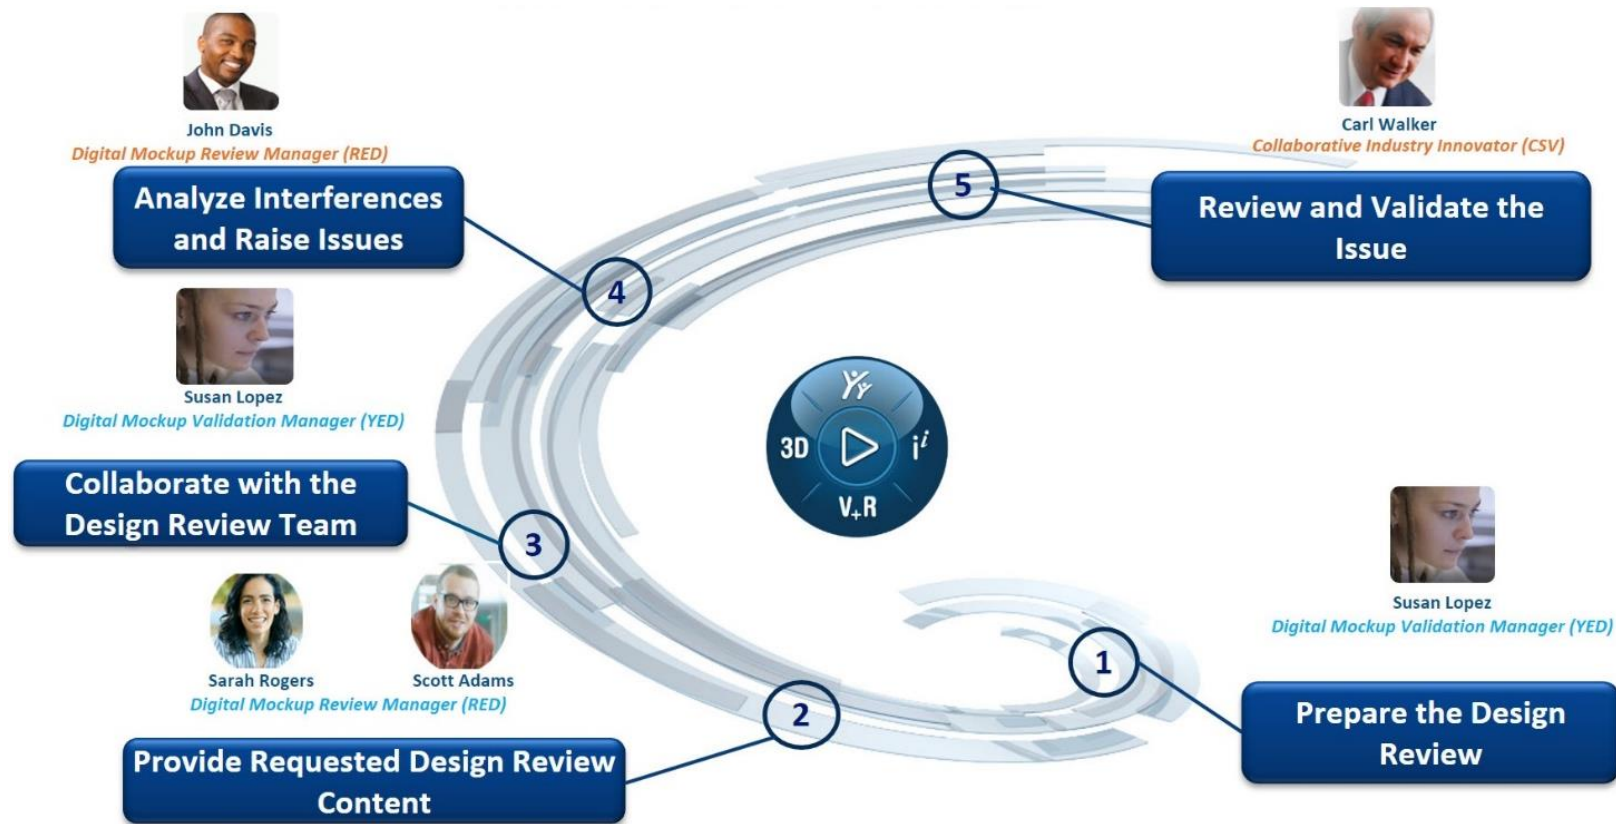 John Davis
Digital Mockup Review Manager (RED)
Analyze Interferences
and Raise Issues
4
Carl Walker
Collaborative Industry Innovator (CSV)
5
Review and Validate the
Issue
Susan Lopez
Digital Mockup Validation Manager (YED)
Collaborate with the
Design Review Team
3
3D
i i
V+R
Susan Lopez
Digital Mockup Validation Manager (YED)
1
Prepare the Design
Review
Sarah Rogers
Scott Adams
Digital Mockup Review Manager (RED)
2
Provide Requested Design Review
Content